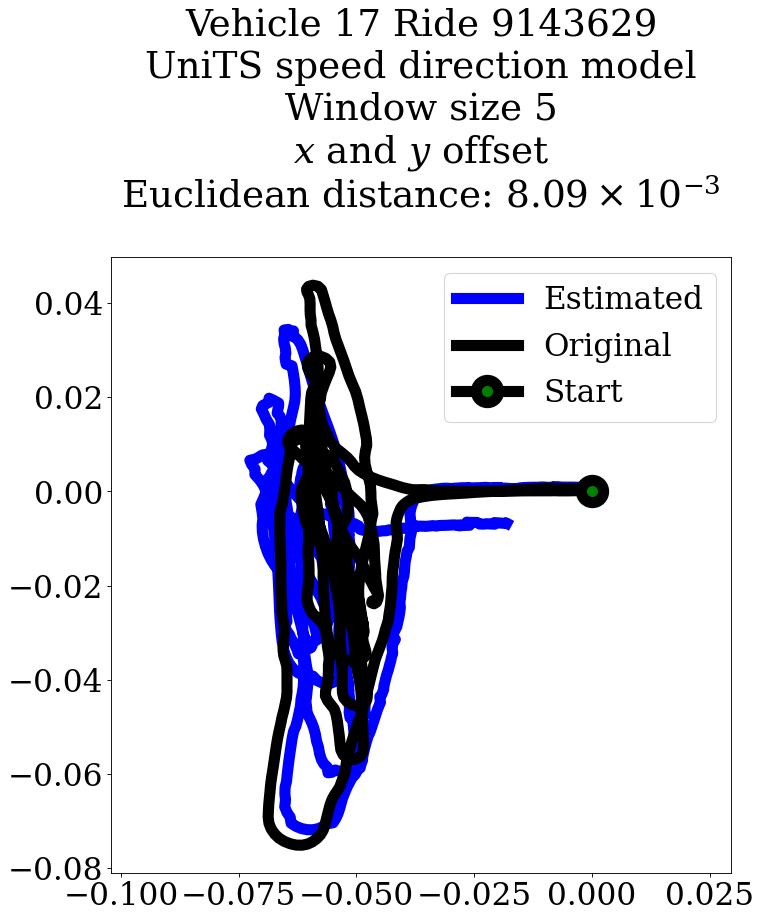 Vehicle 17 Ride 9143629
UniTS speed direction model
Window size 5
x and y offset
Euclidean distance: 8.09 × 10⁻³
Estimated
Original
Start
0.04
0.02
0.00
−0.02
−0.04
−0.06
−0.08
−0.100 −0.075 −0.050 −0.025 0.000 0.025